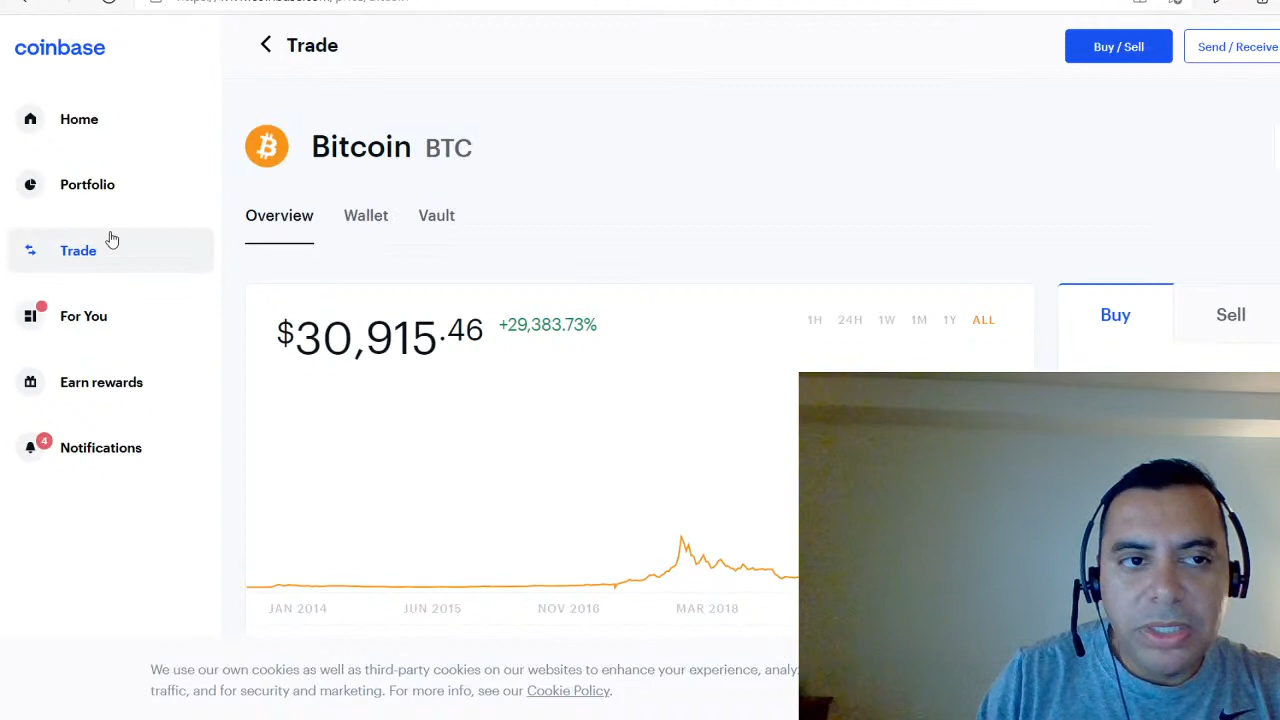 coinbase
Trade
Buy / Sell
Send / Receive
Home
Portfolio
Trade
For You
Earn rewards
4
Notifications
Bitcoin BTC
Overview Wallet Vault
$30,915.46 +29,383.73%
1H 24H 1W 1M 1Y ALL
Buy Sell
JAN 2014 JUN 2015 NOV 2016 MAR 2018
We use our own cookies as well as third-party cookies on our websites to enhance your experience, analy
traffic, and for security and marketing. For more info, see our Cookie Policy.